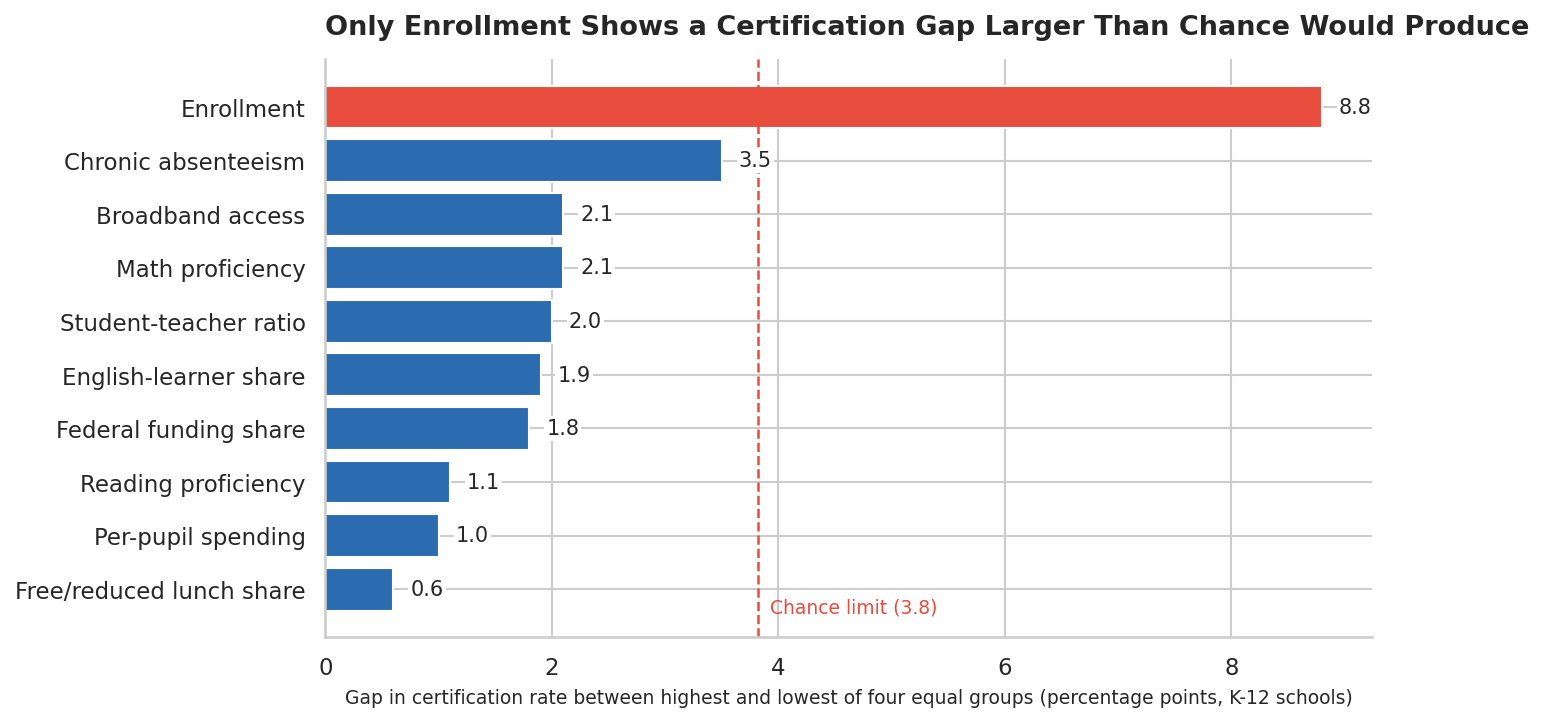 Only Enrollment Shows a Certification Gap Larger Than Chance Would Produce
Enrollment 8.8
Chronic absenteeism 3.5
Broadband access 2.1
Math proficiency 2.1
Student-teacher ratio 2.0
English-learner share 1.9
Federal funding share 1.8
Reading proficiency 1.1
Per-pupil spending 1.0
Free/reduced lunch share 0.6
Chance limit (3.8)
0 2 4 6 8
Gap in certification rate between highest and lowest of four equal groups (percentage points, K-12 schools)